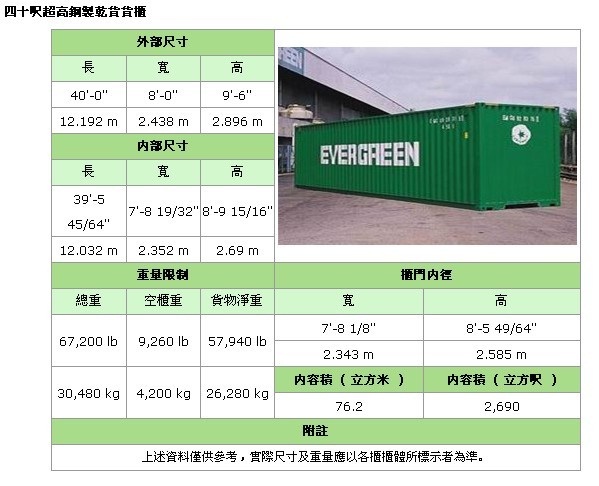 四十呎超高鋼製乾貨貨櫃
外部尺寸
長 寬 高
40'-0" 8'-0" 9'-6"
12.192 m 2.438 m 2.896 m
內部尺寸
長 寬 高
39'-5 45/64" 7'-8 19/32" 8'-9 15/16"
12.032 m 2.352 m 2.69 m
EVERGREEN
重量限制
總重 空櫃重 貨物淨重
67,200 lb 9,260 lb 57,940 lb
30,480 kg 4,200 kg 26,280 kg
櫃門內徑
寬 高
7'-8 1/8" 8'-5 49/64"
2.343 m 2.585 m
內容積 ( 立方米 ) 內容積 ( 立方呎 )
76.2 2,690
附註
上述資料僅供參考，實際尺寸及重量應以各櫃櫃體所標示者為準。